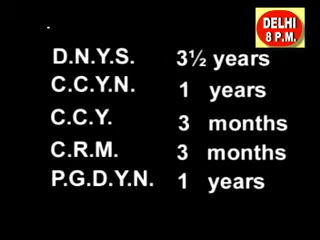 DELHI
8 P.M.
D.N.Y.S. 3½ years
C.C.Y.N. 1 years
C.C.Y. 3 months
C.R.M. 3 months
P.G.D.Y.N. 1 years